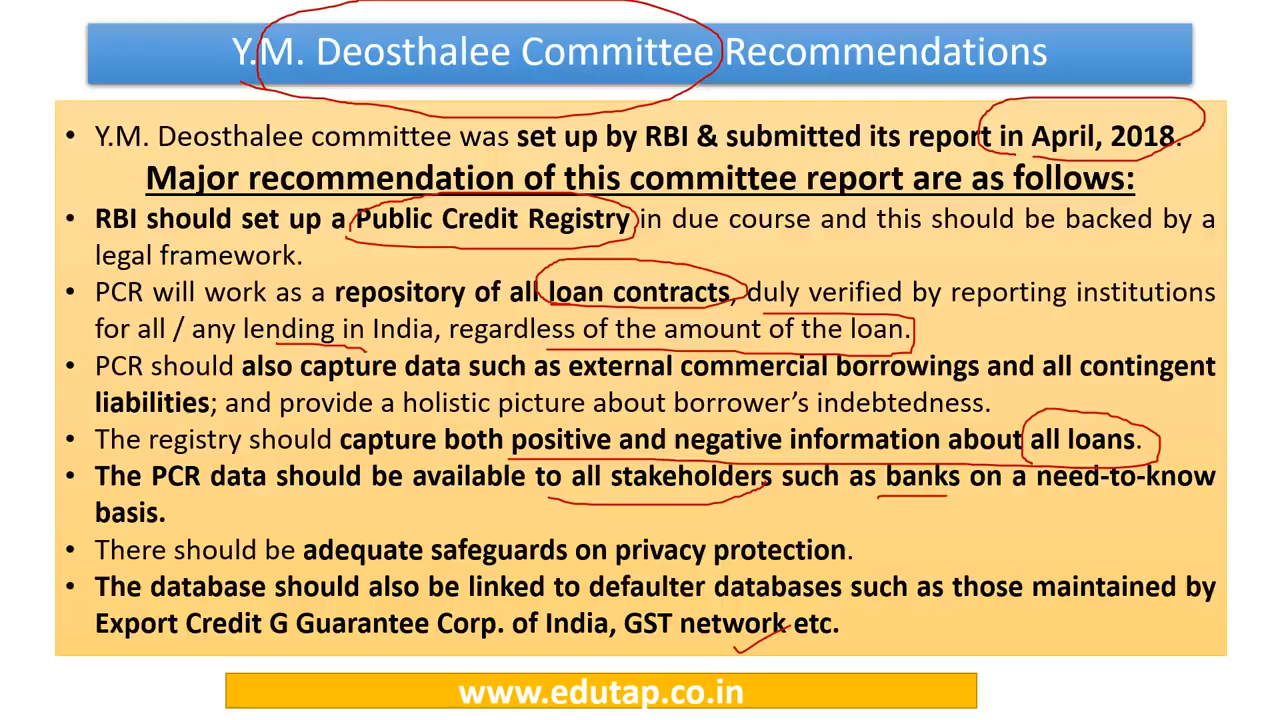 Y.M. Deosthalee Committee Recommendations
• Y.M. Deosthalee committee was set up by RBI & submitted its report in April, 2018.
Major recommendation of this committee report are as follows:
• RBI should set up a Public Credit Registry in due course and this should be backed by a
legal framework.
• PCR will work as a repository of all loan contracts, duly verified by reporting institutions
for all / any lending in India, regardless of the amount of the loan.
• PCR should also capture data such as external commercial borrowings and all contingent
liabilities; and provide a holistic picture about borrower's indebtedness.
• The registry should capture both positive and negative information about all loans.
• The PCR data should be available to all stakeholders such as banks on a need-to-know
basis.
• There should be adequate safeguards on privacy protection.
• The database should also be linked to defaulter databases such as those maintained by
Export Credit G Guarantee Corp. of India, GST network etc.
www.edutap.co.in